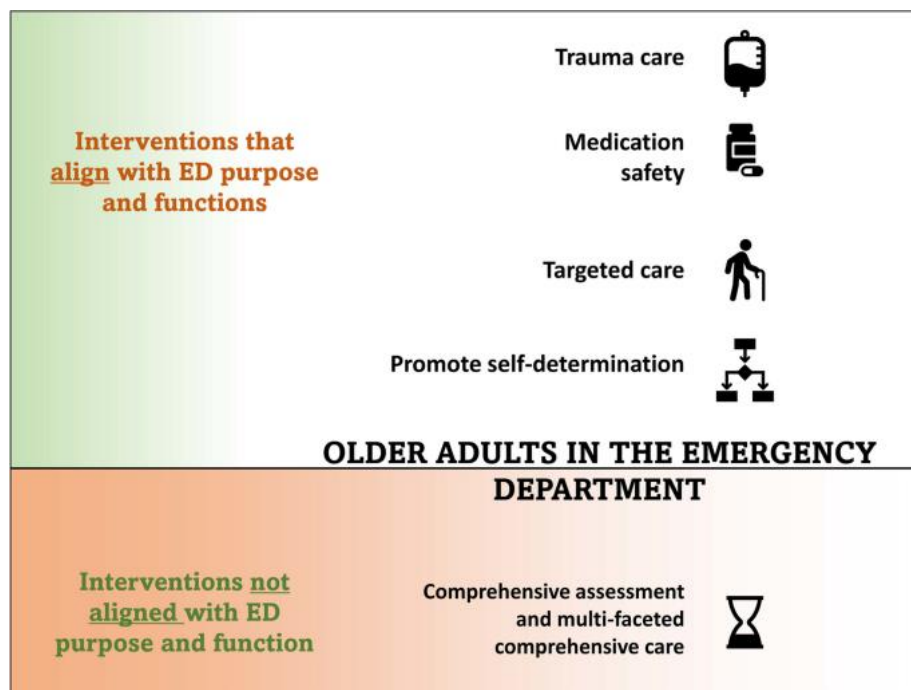 Trauma care
Interventions that
align with ED purpose
and functions
Medication
safety
Targeted care
Promote self-determination
OLDER ADULTS IN THE EMERGENCY
DEPARTMENT
Interventions not
aligned with ED
purpose and function
Comprehensive assessment
and multi-faceted
comprehensive care